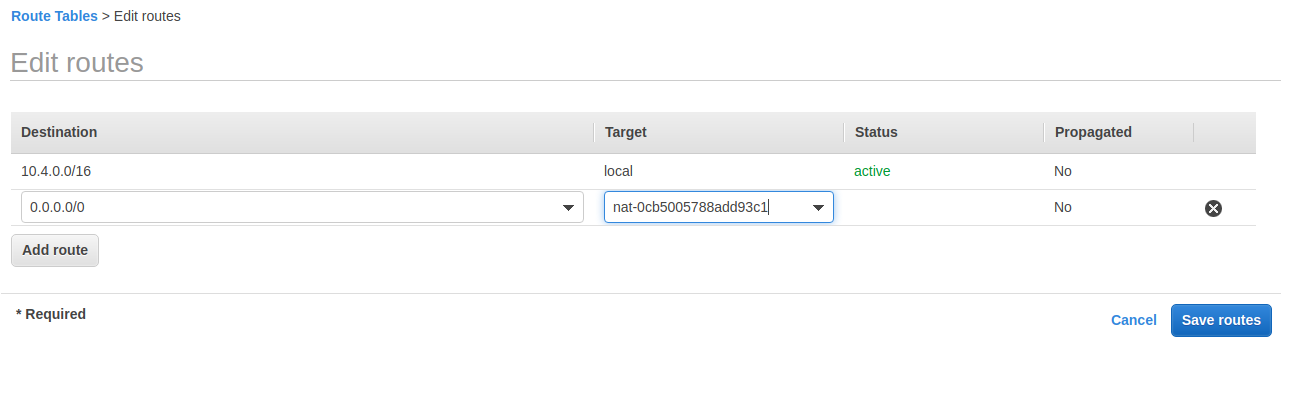 Route Tables > Edit routes
Edit routes
Destination Target Status Propagated
10.4.0.0/16 local active No
0.0.0.0/0 nat-0cb5005788add93c1 No
Add route
* Required
Cancel Save routes